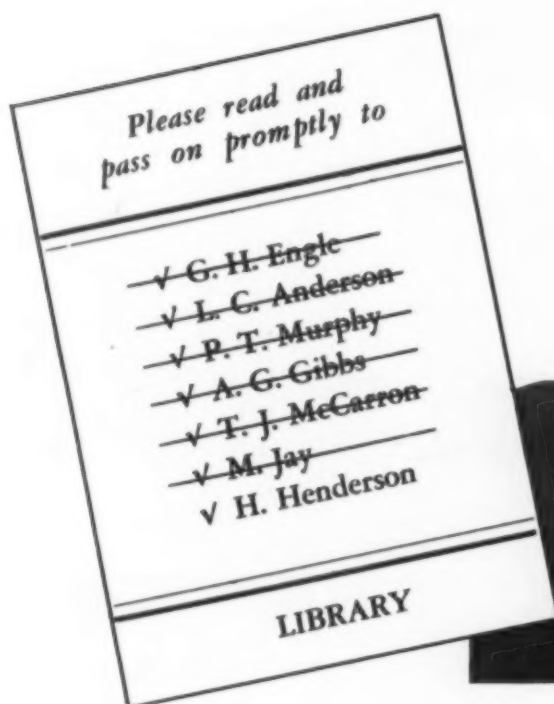 Please read and
pass on promptly to
√ G. H. Engle
√ L. C. Anderson
√ P. T. Murphy
√ A. G. Gibbs
√ T. J. McCarron
√ M. Jay
√ H. Henderson
LIBRARY